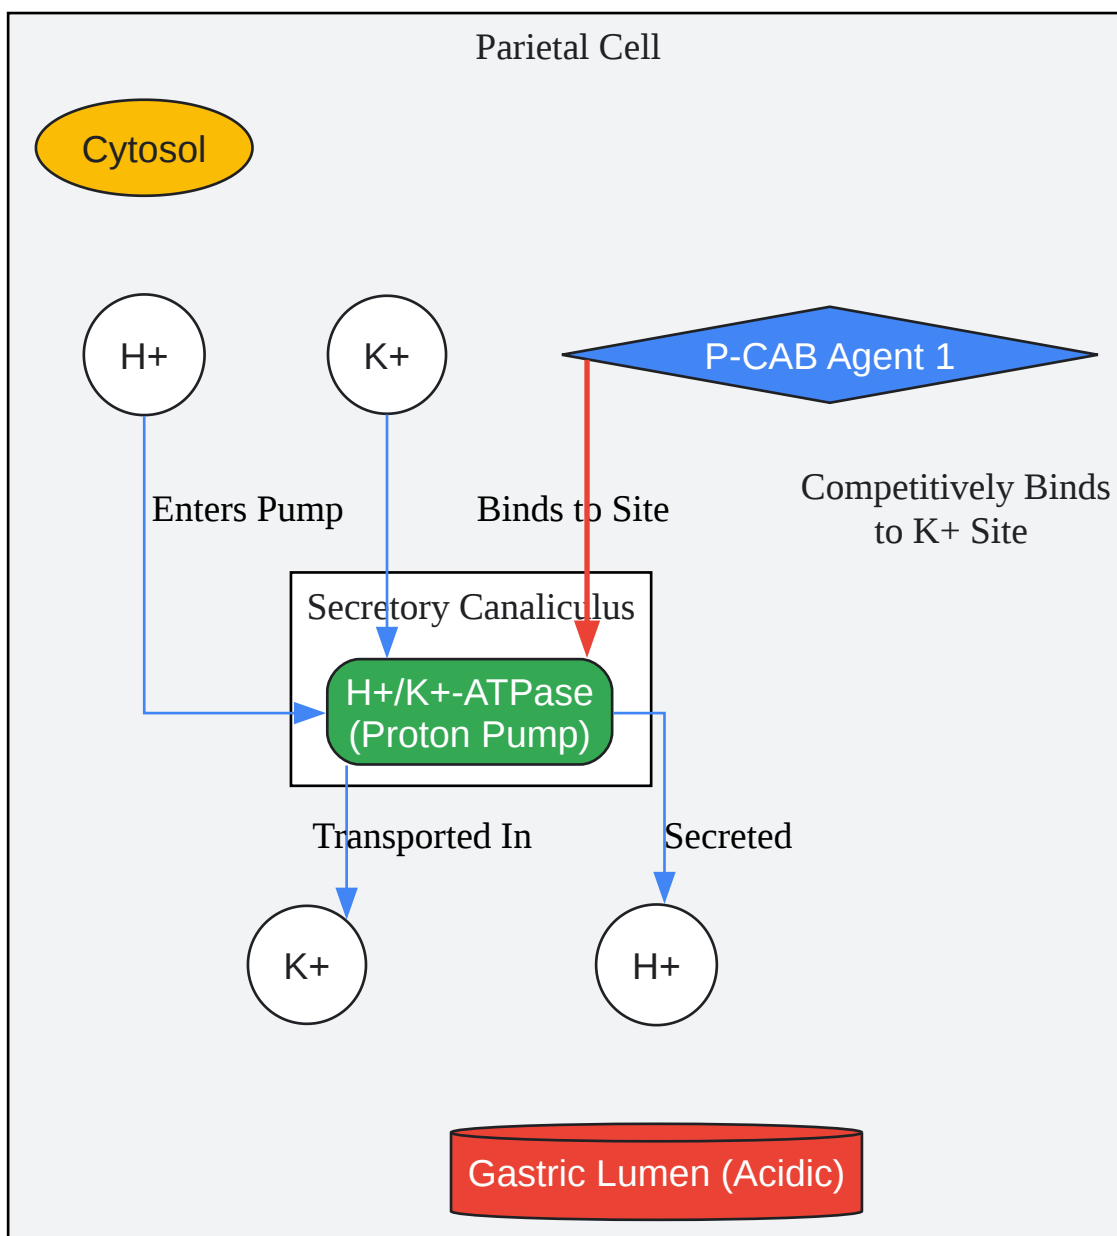 Parietal Cell
Cytosol
H+
K+
P-CAB Agent 1
Enters Pump
Binds to Site
Competitively Binds
to K+ Site
Secretory Canaliculus
H+/K+-ATPase
(Proton Pump)
Transported In
Secreted
K+
H+
Gastric Lumen (Acidic)